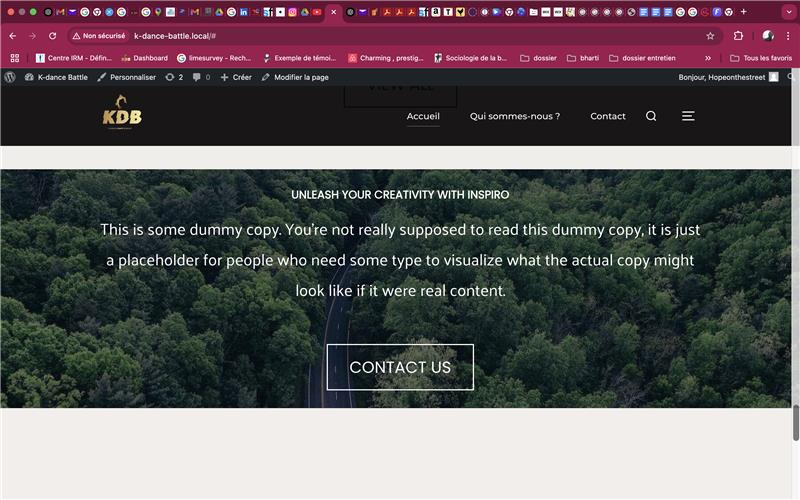 Non sécurisé
k-dance-battle.local/#
Centre IRM - Défin...
Dashboard
limesurvey - Rech...
Exemple de témoi...
Charming , prestig...
Sociologie de la b...
dossier
bharti
dossier entretien
»
Tous les favoris
K-dance Battle
Personnaliser
2
0
Créer
Modifier la page
Bonjour, Hopeonthestreet
VIEW ALL
KDB
Accueil
Qui sommes-nous ?
Contact
UNLEASH YOUR CREATIVITY WITH INSPIRO
This is some dummy copy. You're not really supposed to read this dummy copy, it is just
a placeholder for people who need some type to visualize what the actual copy might
look like if it were real content.
CONTACT US